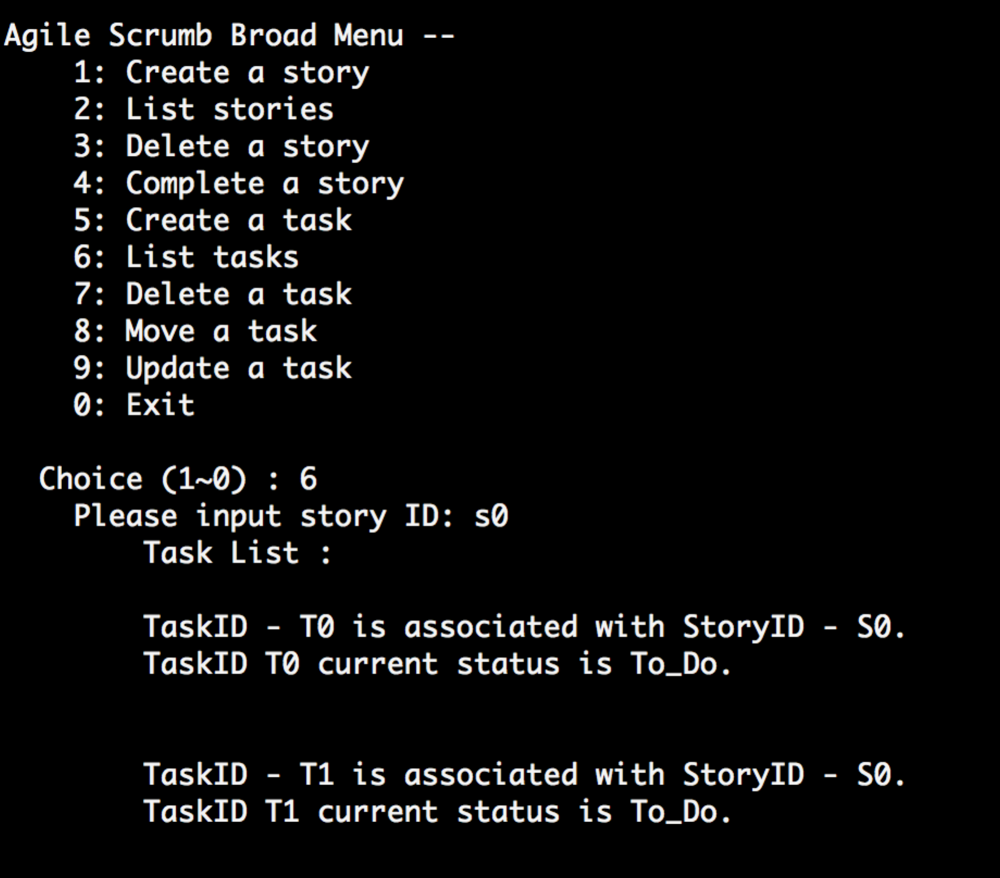 Agile Scrumb Broad Menu --
1: Create a story
2: List stories
3: Delete a story
4: Complete a story
5: Create a task
6: List tasks
7: Delete a task
8: Move a task
9: Update a task
0: Exit
Choice (1~0) : 6
Please input story ID: s0
Task List :
TaskID - T0 is associated with StoryID - S0.
TaskID T0 current status is To_Do.
TaskID - T1 is associated with StoryID - S0.
TaskID T1 current status is To_Do.